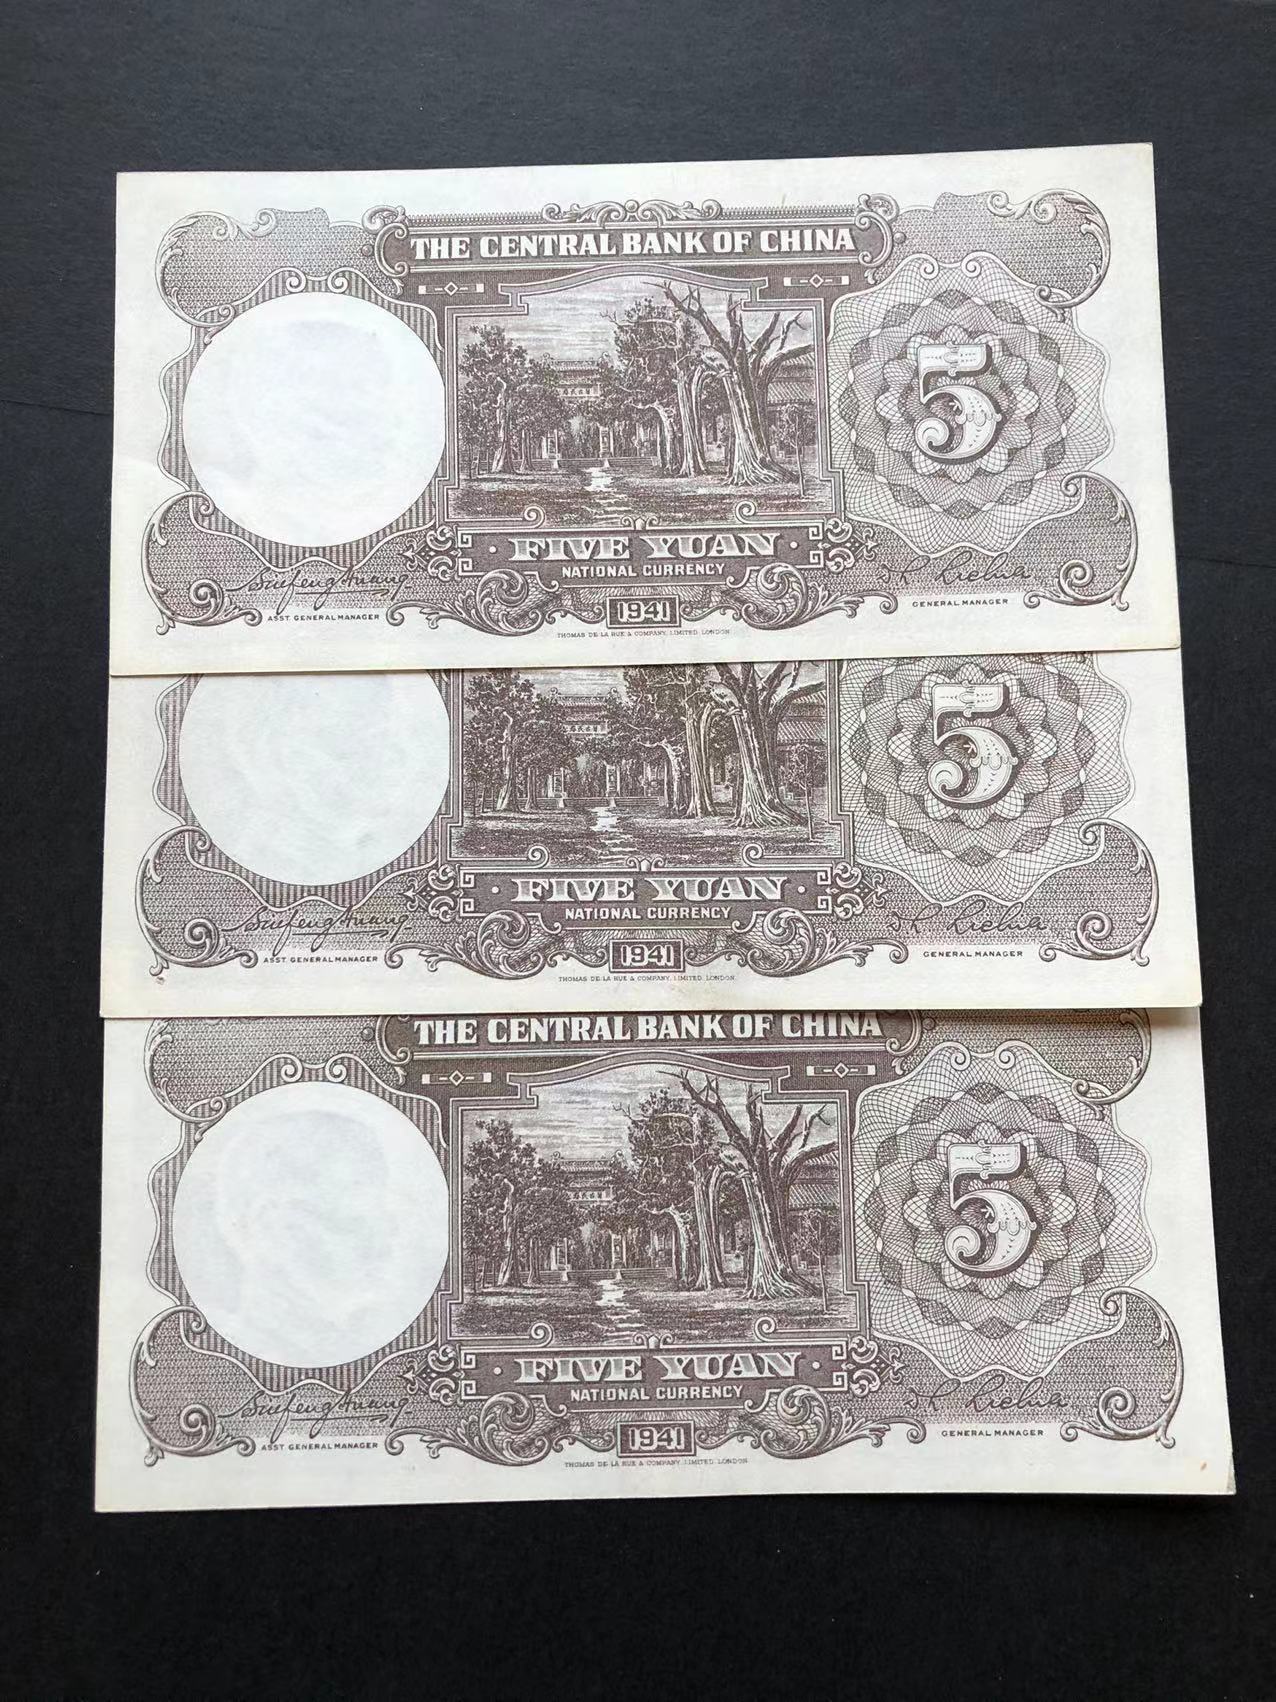 THE CENTRAL BANK OF CHINA
5
FIVE YUAN
NATIONAL CURRENCY
ASST. GENERAL MANAGER
1941
GENERAL MANAGER
THOMAS DE LA RUE & COMPANY, LIMITED, LONDON.
5
FIVE YUAN
NATIONAL CURRENCY
ASST. GENERAL MANAGER
1941
GENERAL MANAGER
THOMAS DE LA RUE & COMPANY, LIMITED, LONDON.
THE CENTRAL BANK OF CHINA
5
FIVE YUAN
NATIONAL CURRENCY
ASST. GENERAL MANAGER
1941
GENERAL MANAGER
THOMAS DE LA RUE & COMPANY, LIMITED, LONDON.